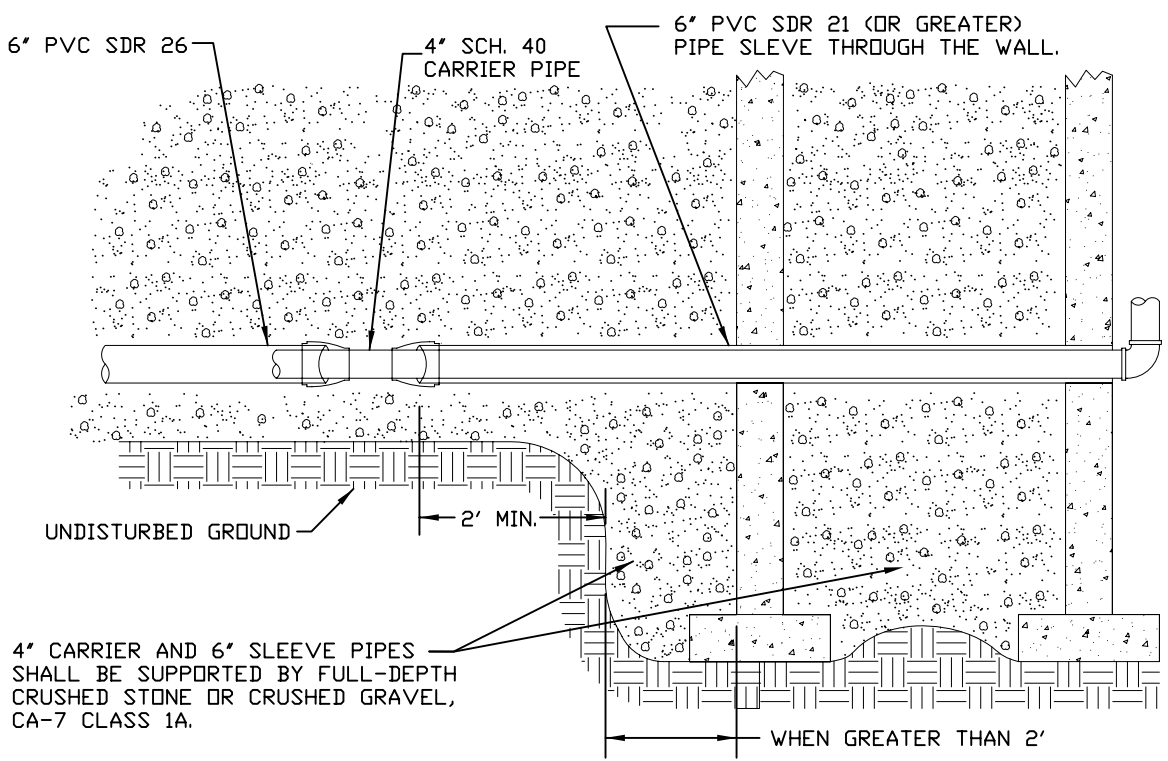 6" PVC SDR 26
4" SCH. 40
CARRIER PIPE
6" PVC SDR 21 (OR GREATER)
PIPE SLEVE THROUGH THE WALL.
UNDISTURBED GROUND
2' MIN.
4" CARRIER AND 6" SLEEVE PIPES
SHALL BE SUPPORTED BY FULL-DEPTH
CRUSHED STONE OR CRUSHED GRAVEL,
CA-7 CLASS 1A.
WHEN GREATER THAN 2'